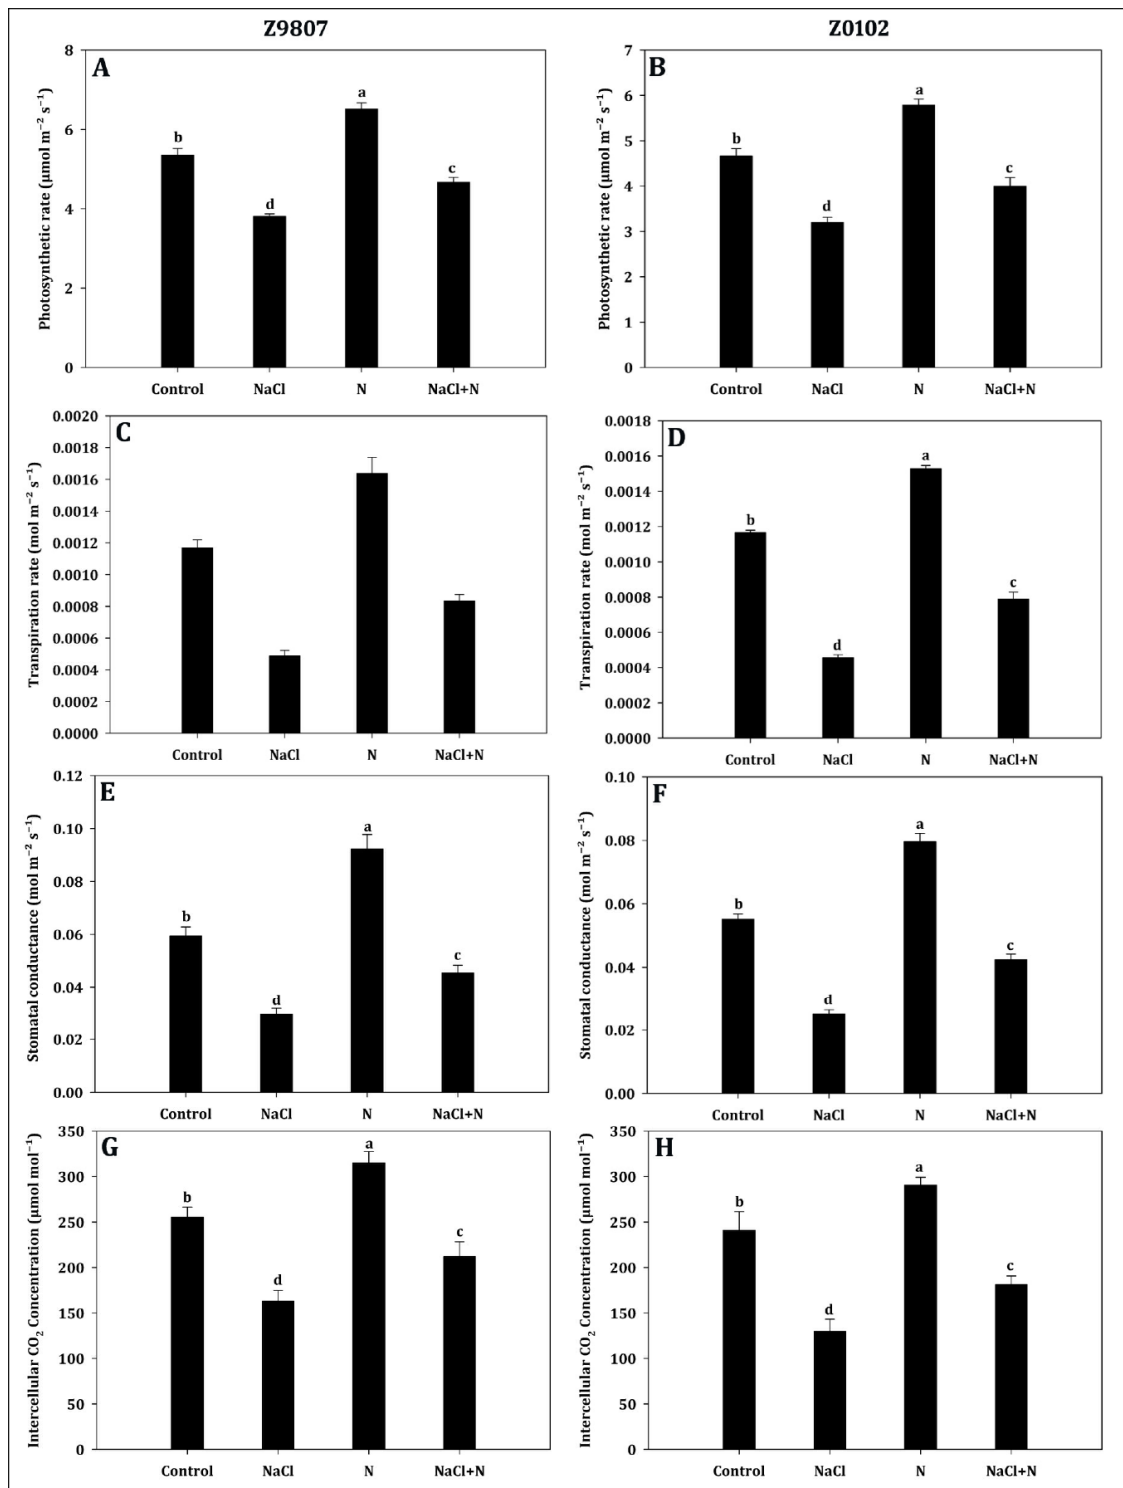 Z9807
Z0102
A
Photosynthetic rate (µmol m⁻² s⁻¹)
8
6
4
2
0
b
d
a
c
Control NaCl N NaCl+N
B
Photosynthetic rate (µmol m⁻² s⁻¹)
7
6
5
4
3
2
1
0
b
d
a
c
Control NaCl N NaCl+N
C
Transpiration rate (mol m⁻² s⁻¹)
0.0020
0.0018
0.0016
0.0014
0.0012
0.0010
0.0008
0.0006
0.0004
0.0002
0.0000
Control NaCl N NaCl+N
D
Transpiration rate (mol m⁻² s⁻¹)
0.0018
0.0016
0.0014
0.0012
0.0010
0.0008
0.0006
0.0004
0.0002
0.0000
b
d
a
c
Control NaCl N NaCl+N
E
Stomatal conductance (mol m⁻² s⁻¹)
0.12
0.10
0.08
0.06
0.04
0.02
0.00
b
d
a
c
Control NaCl N NaCl+N
F
Stomatal conductance (mol m⁻² s⁻¹)
0.10
0.08
0.06
0.04
0.02
0.00
b
d
a
c
Control NaCl N NaCl+N
G
Intercellular CO₂ Concentration (µmol mol⁻¹)
350
300
250
200
150
100
50
0
b
d
a
c
Control NaCl N NaCl+N
H
Intercellular CO₂ Concentration (µmol mol⁻¹)
350
300
250
200
150
100
50
0
b
d
a
c
Control NaCl N NaCl+N